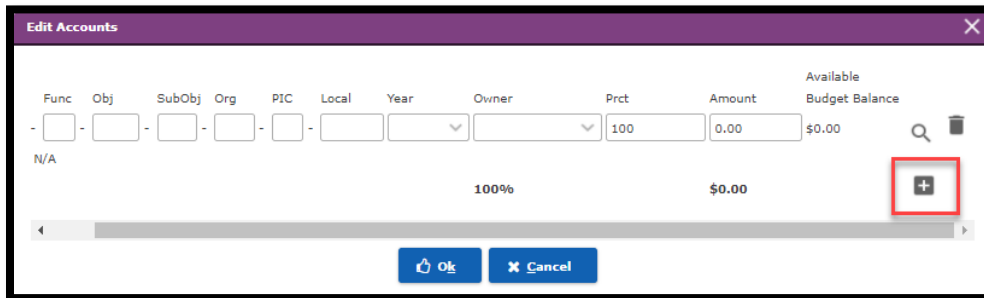 Edit Accounts
Available
Func Obj SubObj Org PIC Local Year Owner Prct Amount Budget Balance
- - - - - - 100 0.00 $0.00
N/A
100% $0.00
Ok Cancel